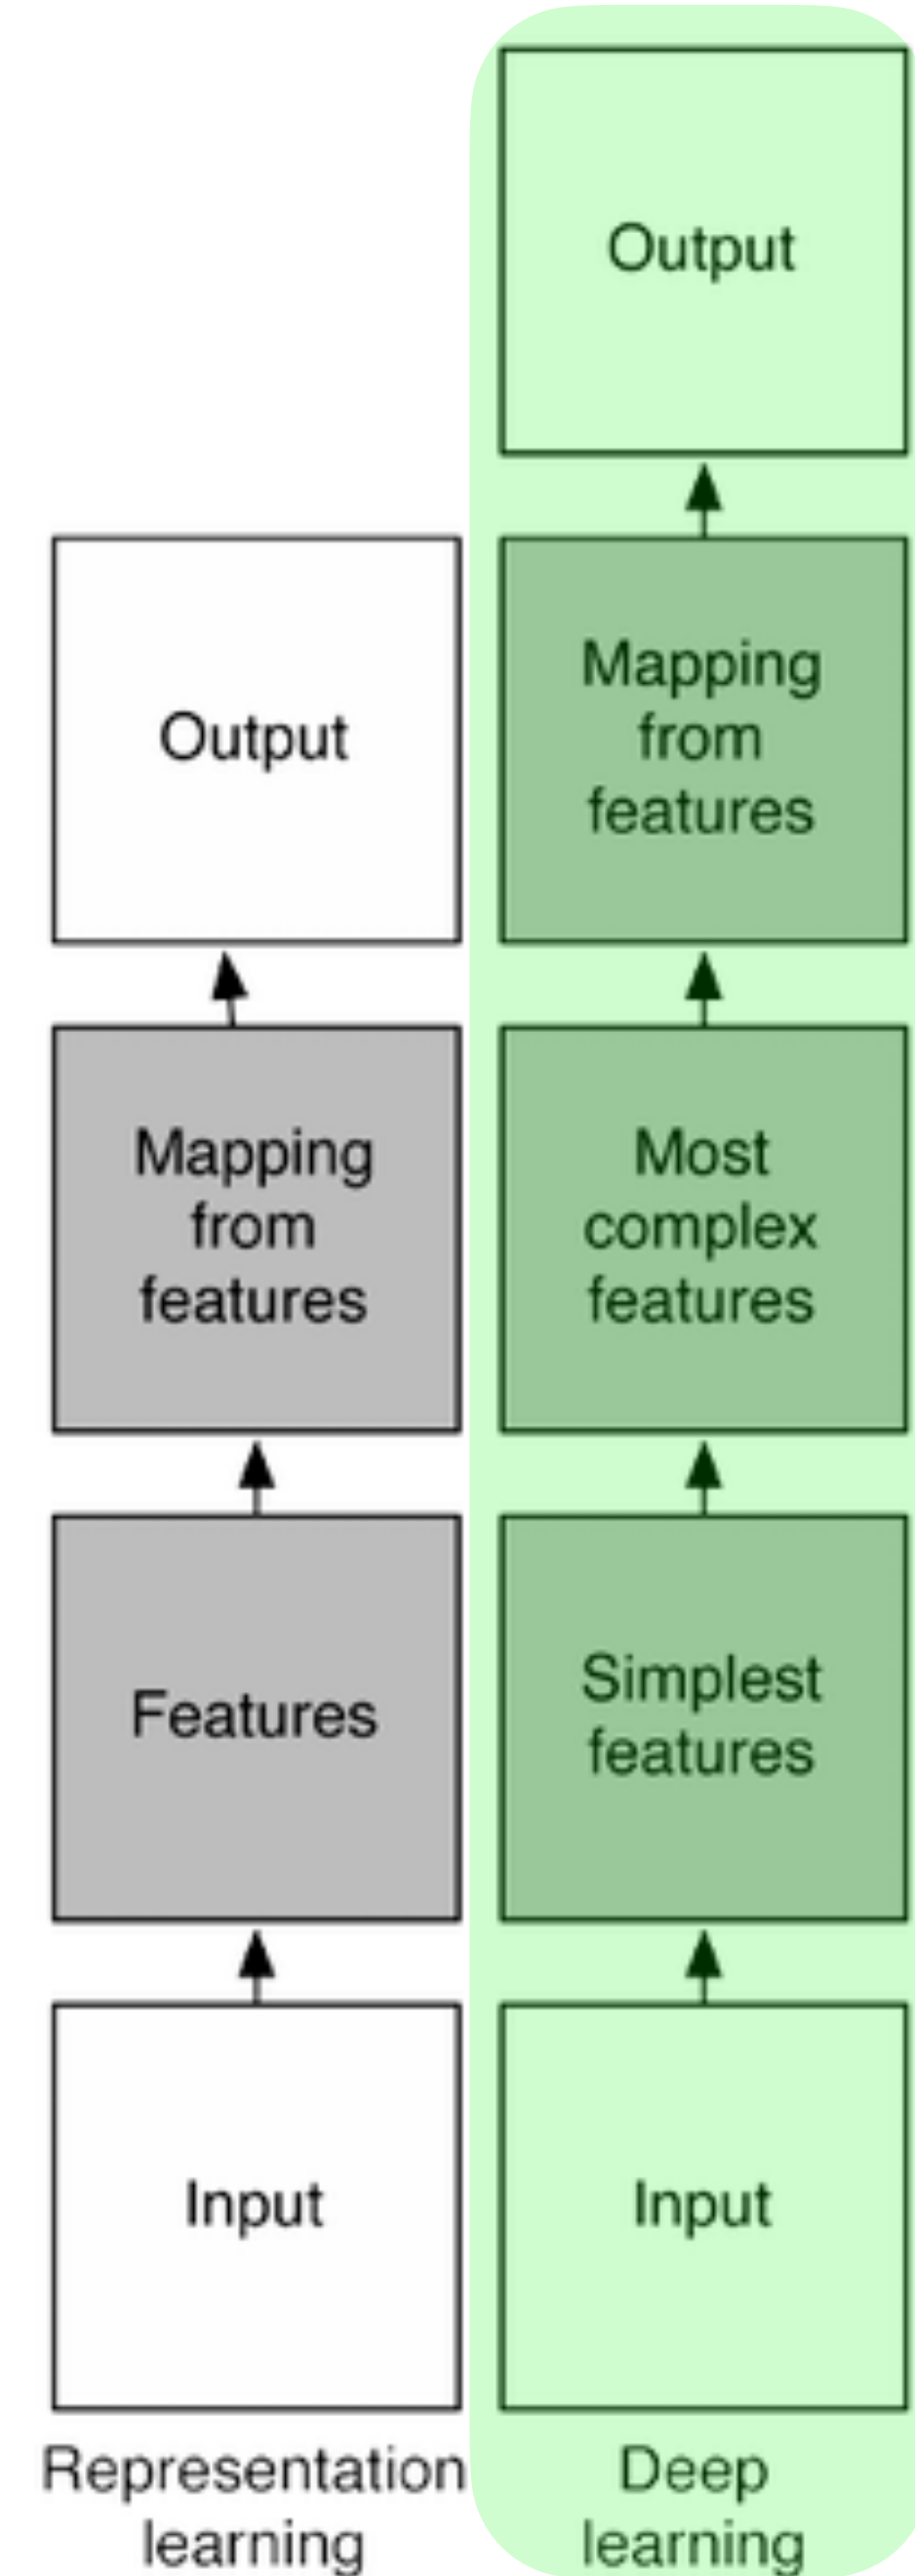 Output
Mapping
from
features
Most
complex
features
Simplest
features
Input
Deep
learning
Output
Mapping
from
features
Features
Input
Representation
learning